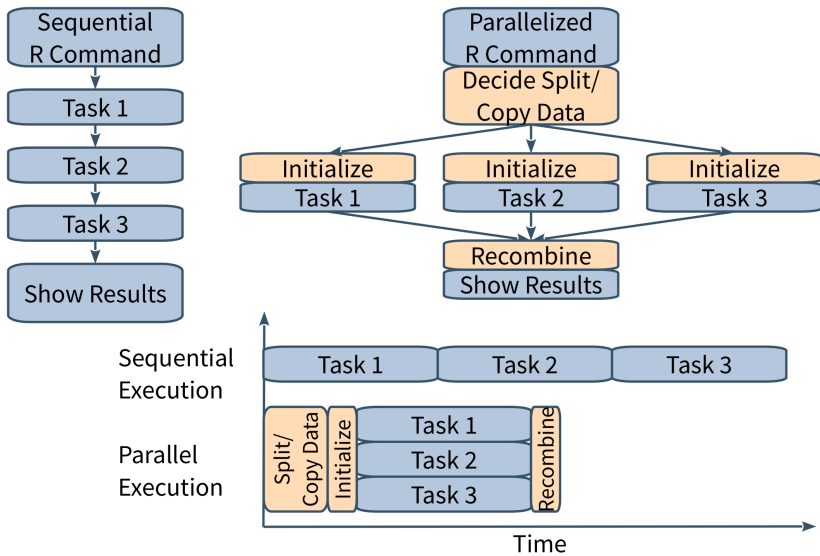 Sequential
R Command
Task 1
Task 2
Task 3
Show Results
Parallelized
R Command
Decide Split/
Copy Data
Initialize
Task 1
Initialize
Task 2
Initialize
Task 3
Recombine
Show Results
Sequential
Execution
Task 1
Task 2
Task 3
Parallel
Execution
Split/
Copy Data
Initialize
Task 1
Task 2
Task 3
Recombine
Time